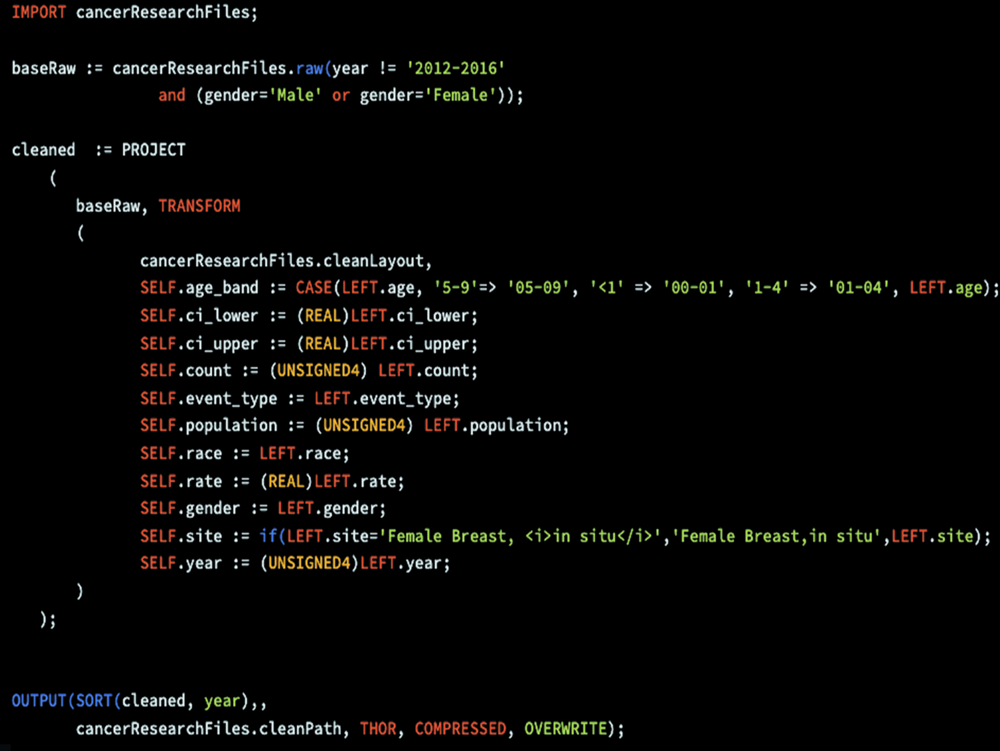 IMPORT cancerResearchFiles;
baseRaw := cancerResearchFiles.raw(year != '2012-2016'
and (gender='Male' or gender='Female'));
cleaned := PROJECT
(
baseRaw, TRANSFORM
(
cancerResearchFiles.cleanLayout,
SELF.age_band := CASE(LEFT.age, '5-9'=> '05-09', '<1' => '00-01', '1-4' => '01-04', LEFT.age);
SELF.ci_lower := (REAL)LEFT.ci_lower;
SELF.ci_upper := (REAL)LEFT.ci_upper;
SELF.count := (UNSIGNED4) LEFT.count;
SELF.event_type := LEFT.event_type;
SELF.population := (UNSIGNED4) LEFT.population;
SELF.race := LEFT.race;
SELF.rate := (REAL)LEFT.rate;
SELF.gender := LEFT.gender;
SELF.site := if(LEFT.site='Female Breast, <i>in situ</i>','Female Breast,in situ',LEFT.site);
SELF.year := (UNSIGNED4)LEFT.year;
)
);
OUTPUT(SORT(cleaned, year),,
cancerResearchFiles.cleanPath, THOR, COMPRESSED, OVERWRITE);